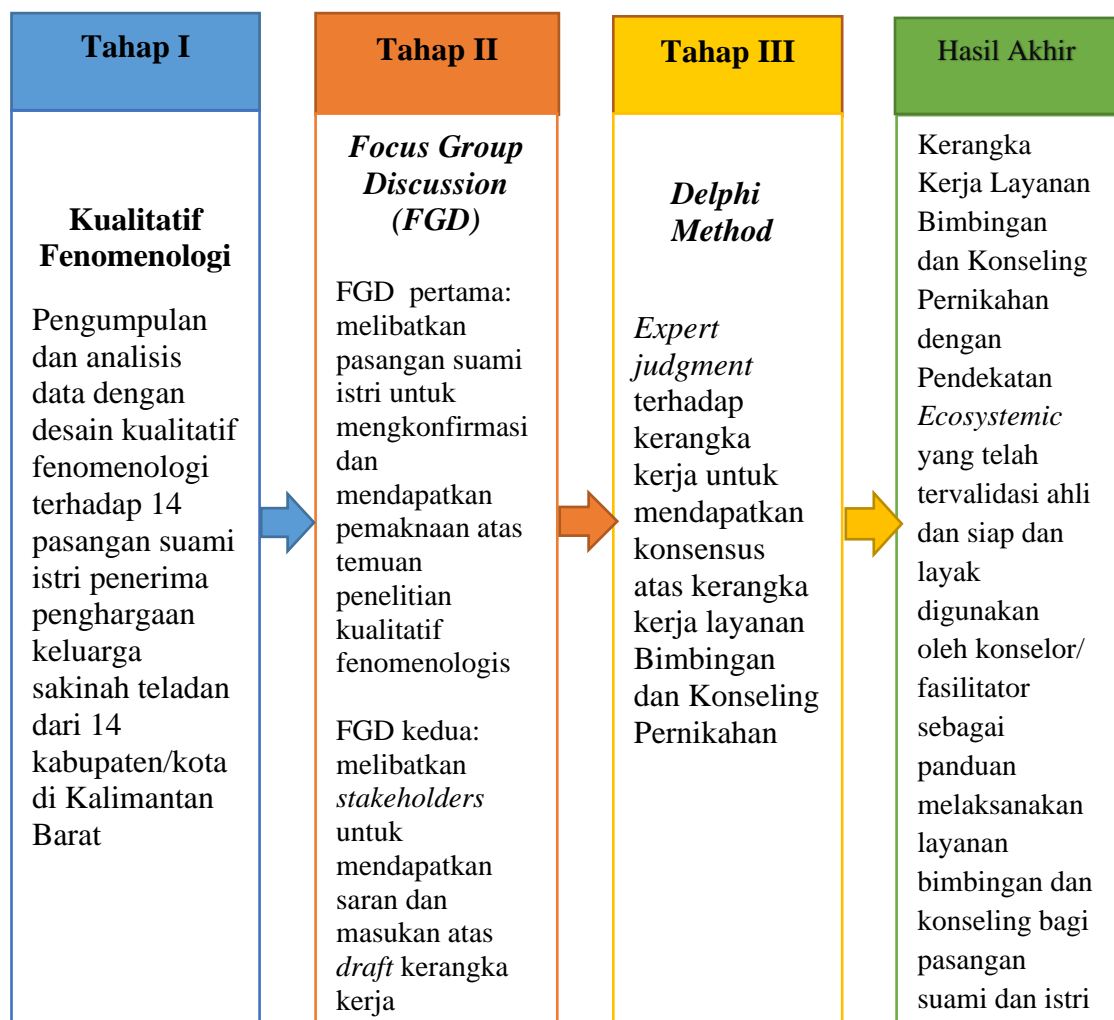 Tahap I
Kualitatif
Fenomenologi
Pengumpulan
dan analisis
data dengan
desain kualitatif
fenomenologi
terhadap 14
pasangan suami
istri penerima
penghargaan
keluarga
sakinah teladan
dari 14
kabupaten/kota
di Kalimantan
Barat
Tahap II
Focus Group
Discussion
(FGD)
FGD pertama:
melibatkan
pasangan suami
istri untuk
mengkonfirmasi
dan
mendapatkan
pemaknaan atas
temuan
penelitian
kualitatif
fenomenologis
FGD kedua:
melibatkan
stakeholders
untuk
mendapatkan
saran dan
masukan atas
draft kerangka
kerja
Tahap III
Delphi
Method
Expert
judgment
terhadap
kerangka
kerja untuk
mendapatkan
konsensus
atas kerangka
kerja layanan
Bimbingan
dan Konseling
Pernikahan
Hasil Akhir
Kerangka
Kerja Layanan
Bimbingan
dan Konseling
Pernikahan
dengan
Pendekatan
Ecosystemic
yang telah
tervalidasi ahli
dan siap dan
layak
digunakan
oleh konselor/
fasilitator
sebagai
panduan
melaksanakan
layanan
bimbingan dan
konseling bagi
pasangan
suami dan istri